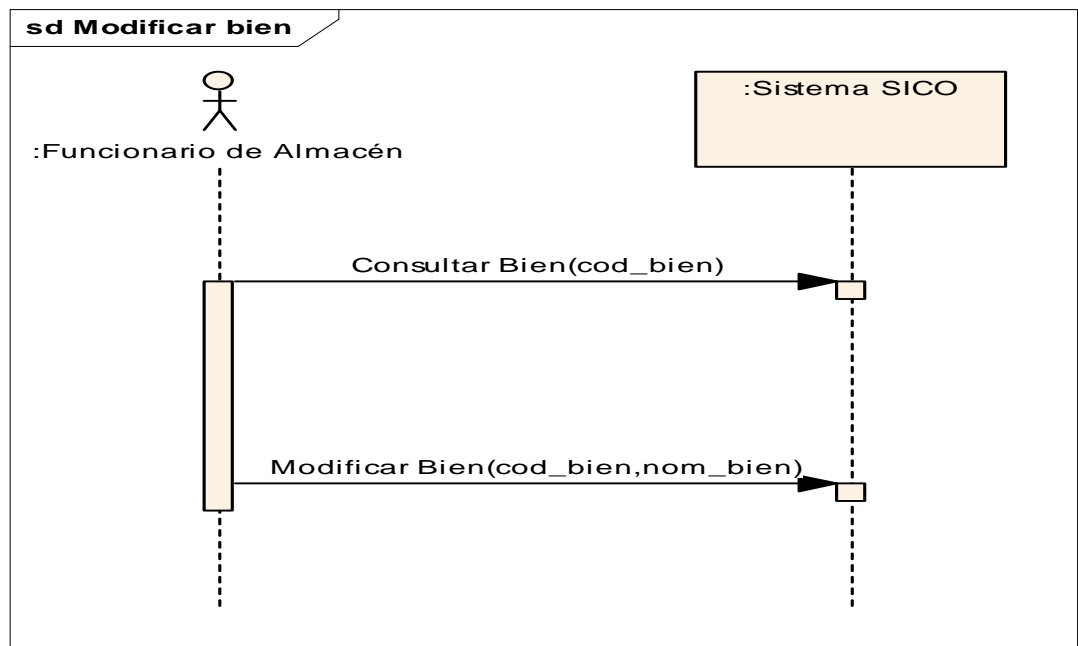 sd Modificar bien
:Funcionario de Almacén
:Sistema SICO
Consultar Bien(cod_bien)
Modificar Bien(cod_bien,nom_bien)